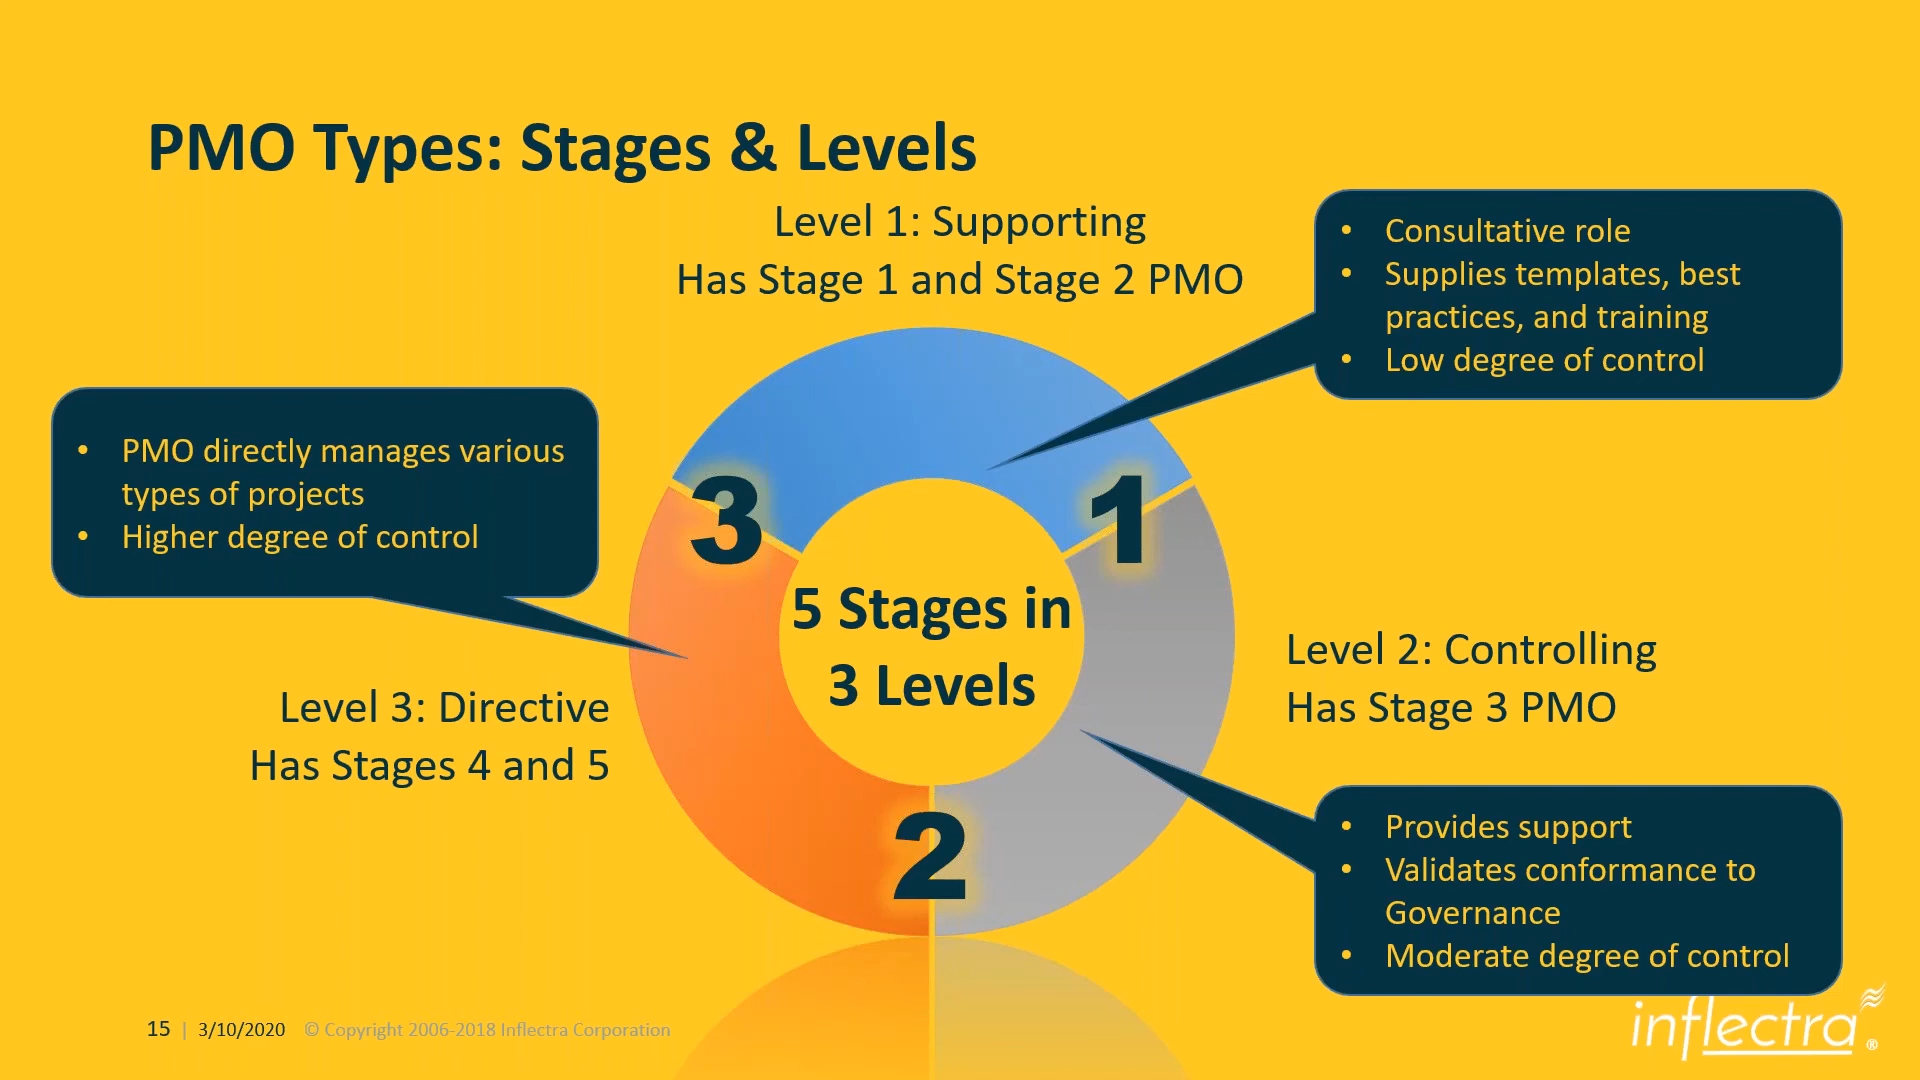 PMO Types: Stages & Levels
Level 1: Supporting
Has Stage 1 and Stage 2 PMO
• Consultative role
• Supplies templates, best
practices, and training
• Low degree of control
• PMO directly manages various
types of projects
• Higher degree of control
3
1
5 Stages in
3 Levels
Level 2: Controlling
Has Stage 3 PMO
Level 3: Directive
Has Stages 4 and 5
2
• Provides support
• Validates conformance to
Governance
• Moderate degree of control
15 | 3/10/2020 © Copyright 2006-2018 Inflectra Corporation
inflectra®